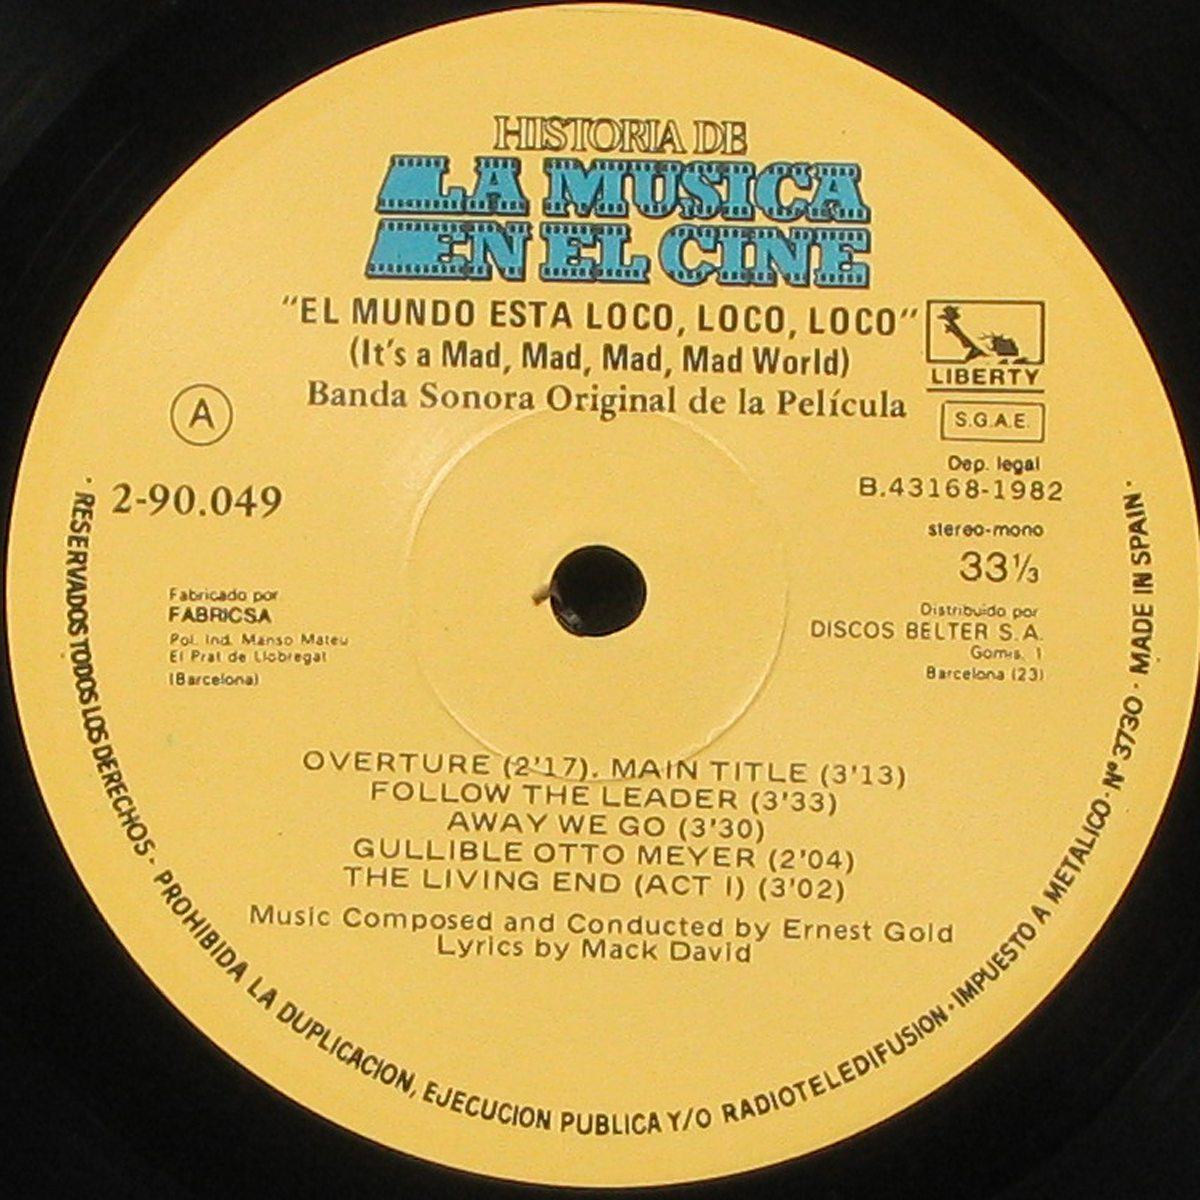 HISTORIA DE
LA MUSICA
EN EL CINE
"EL MUNDO ESTA LOCO, LOCO, LOCO"
(It's a Mad, Mad, Mad, Mad World)
Banda Sonora Original de la Película
LIBERTY
S.G.A.E.
A
Dep. legal
B.43168-1982
2-90.049
stereo-mono
33 1/3
Fabricado por
FABRICSA
Pol. Ind. Manso Mateu
El Prat de Llobregat
(Barcelona)
Distribuido por
DISCOS BELTER S.A.
Gomis, 1
Barcelona (23)
OVERTURE (2'17). MAIN TITLE (3'13)
FOLLOW THE LEADER (3'33)
AWAY WE GO (3'30)
GULLIBLE OTTO MEYER (2'04)
THE LIVING END (ACT I) (3'02)
Music Composed and Conducted by Ernest Gold
Lyrics by Mack David
· RESERVADOS TODOS LOS DERECHOS · PROHIBIDA LA DUPLICACION, EJECUCION PUBLICA Y/O RADIOTELEDIFUSION · IMPUESTO A METALICO · Nº 3730 · MADE IN SPAIN ·